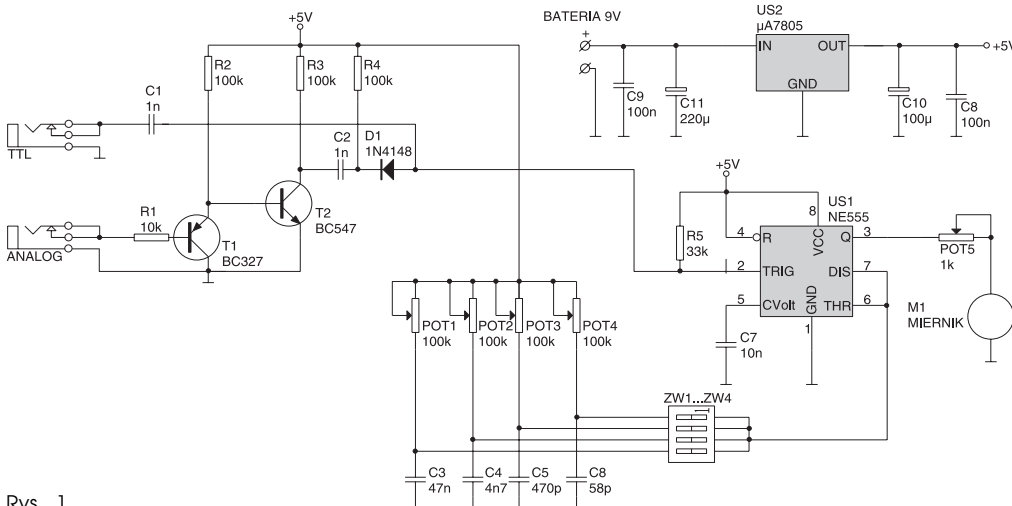 +5V
BATERIA 9V
+
US2
µA7805
IN
OUT
GND
+5V
R2
100k
R3
100k
R4
100k
C9
100n
C11
220µ
C10
100µ
C8
100n
C1
1n
TTL
C2
1n
D1
1N4148
T2
BC547
R1
10k
ANALOG
T1
BC327
+5V
US1
NE555
R5
33k
8
4
R
VCC
Q
3
POT5
1k
2
TRIG
DIS
7
5
CVolt
GND
THR
6
1
M1
MIERNIK
C7
10n
POT1
100k
POT2
100k
POT3
100k
POT4
100k
ZW1...ZW4
1
C3
47n
C4
4n7
C5
470p
C8
58p
Rys. 1